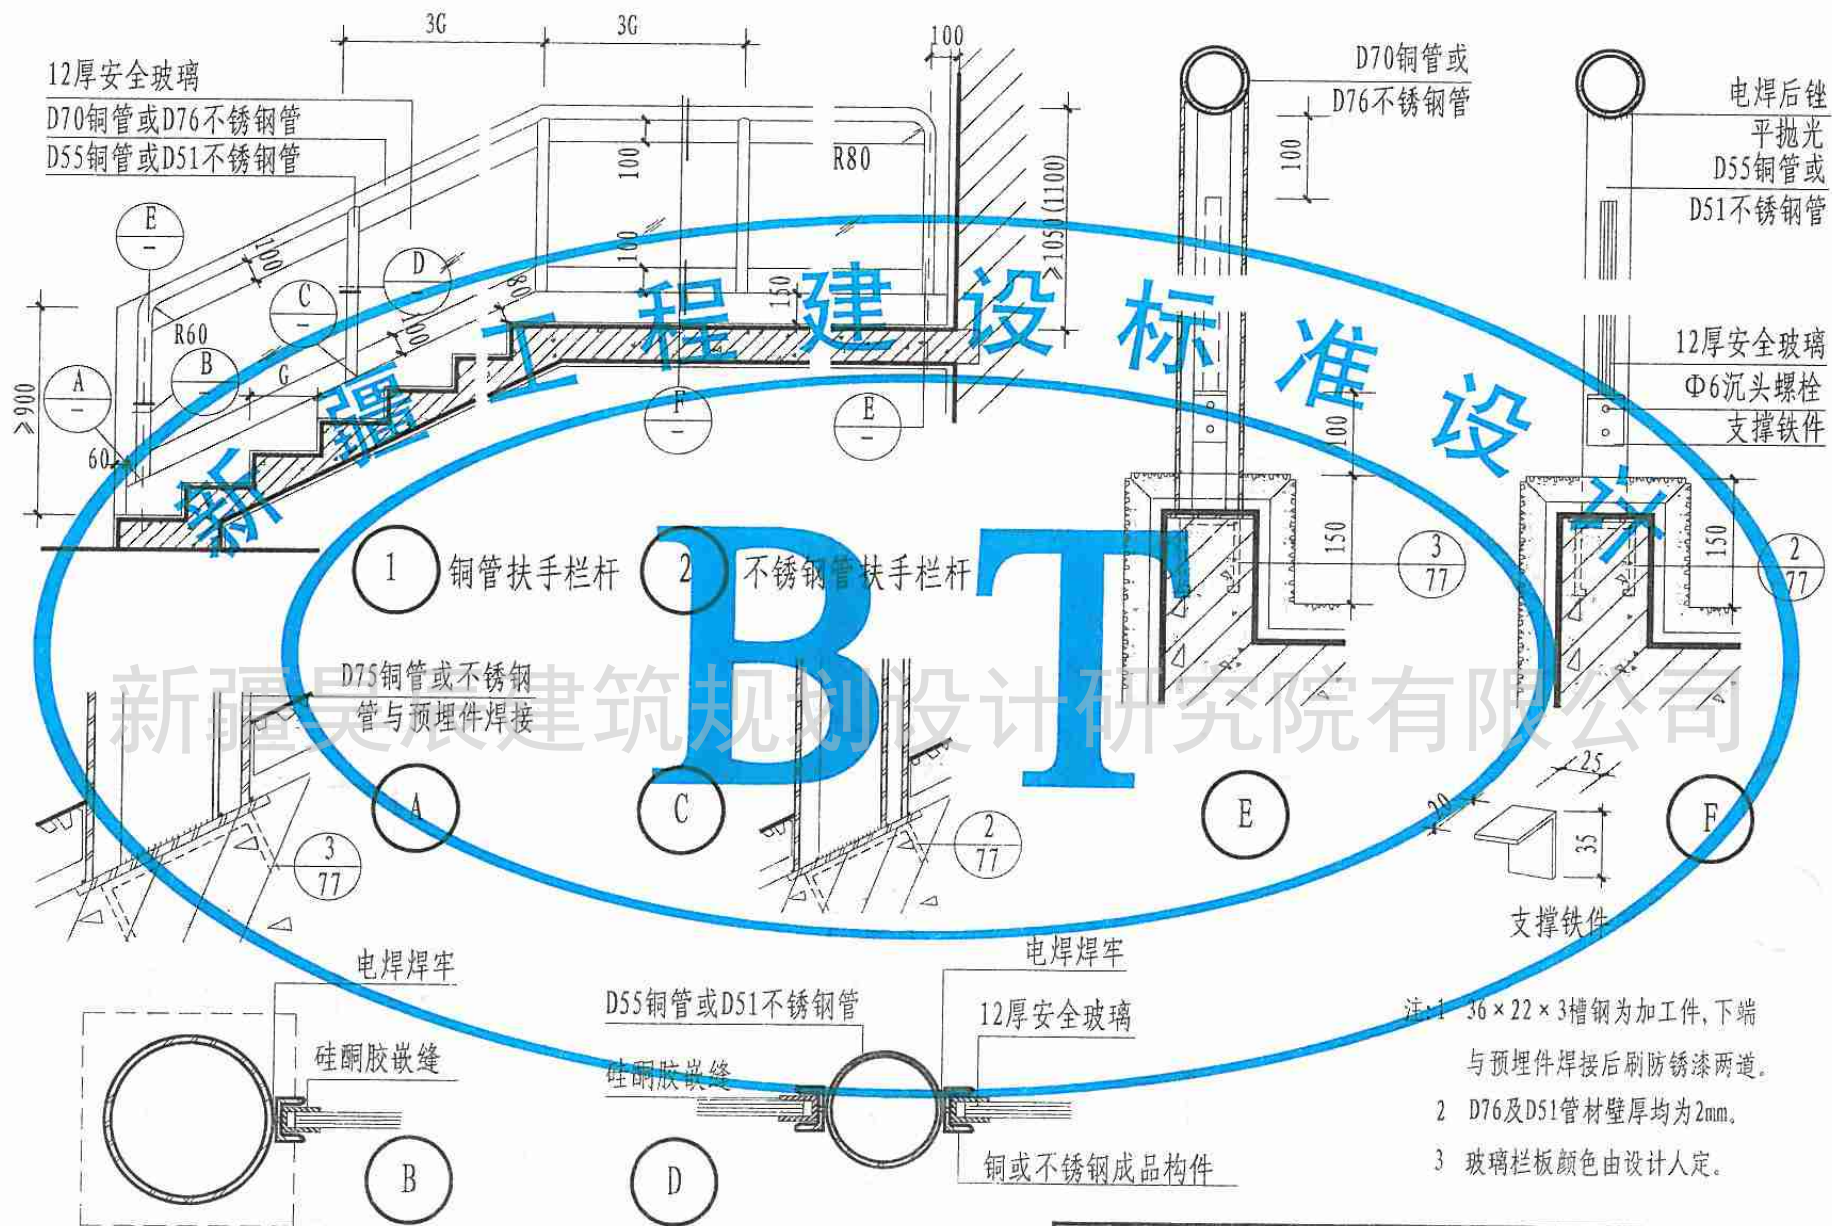 3G
3G
100
12厚安全玻璃
D70铜管或D76不锈钢管
D55铜管或D51不锈钢管
100
R80
≥1050(1100)
D70铜管或
D76不锈钢管
100
电焊后锉
平抛光
D55铜管或
D51不锈钢管
E
-
100
D
-
C
-
100
80
150
R60
B
-
G
100
A
-
≥900
60
F
-
E
-
100
12厚安全玻璃
Φ6沉头螺栓
支撑铁件
新疆工程建设标准设计
1
铜管扶手栏杆
2
不锈钢管扶手栏杆
BT
150
3
77
150
2
77
D75铜管或不锈钢
管与预埋件焊接
新疆昊辰建筑规划设计研究院有限公司
A
3
77
C
2
77
E
20
25
35
F
支撑铁件
电焊焊牢
硅酮胶嵌缝
B
D55铜管或D51不锈钢管
硅酮胶嵌缝
电焊焊牢
12厚安全玻璃
D
铜或不锈钢成品构件
注:1 36×22×3槽钢为加工件,下端
与预埋件焊接后刷防锈漆两道。
2 D76及D51管材壁厚均为2mm。
3 玻璃栏板颜色由设计人定。